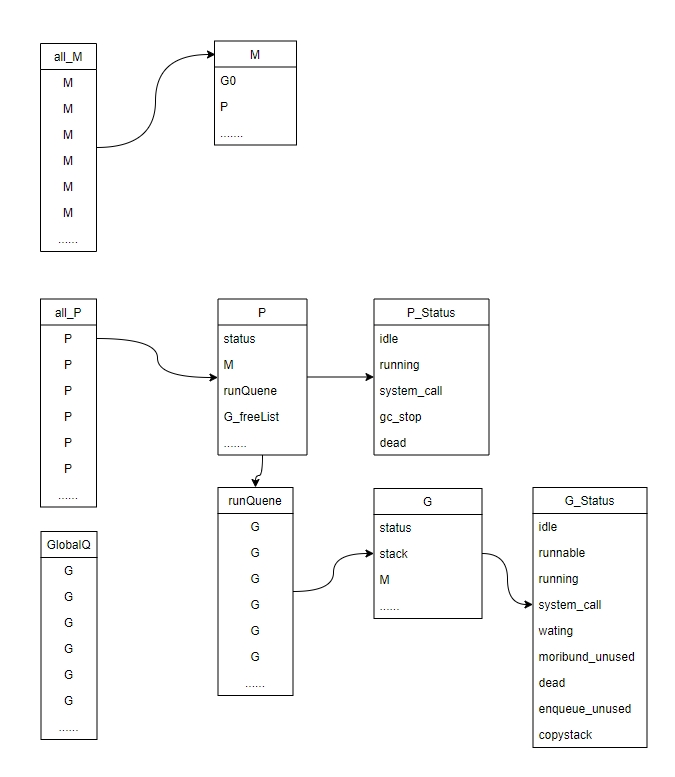 all_M
M
M
M
M
M
M
......
M
G0
P
.......
all_P
P
P
P
P
P
P
......
P
status
M
runQuene
G_freeList
.......
P_Status
idle
running
system_call
gc_stop
dead
GlobalQ
G
G
G
G
G
G
......
runQuene
G
G
G
G
G
G
......
G
status
stack
M
......
G_Status
idle
runnable
running
system_call
wating
moribund_unused
dead
enqueue_unused
copystack